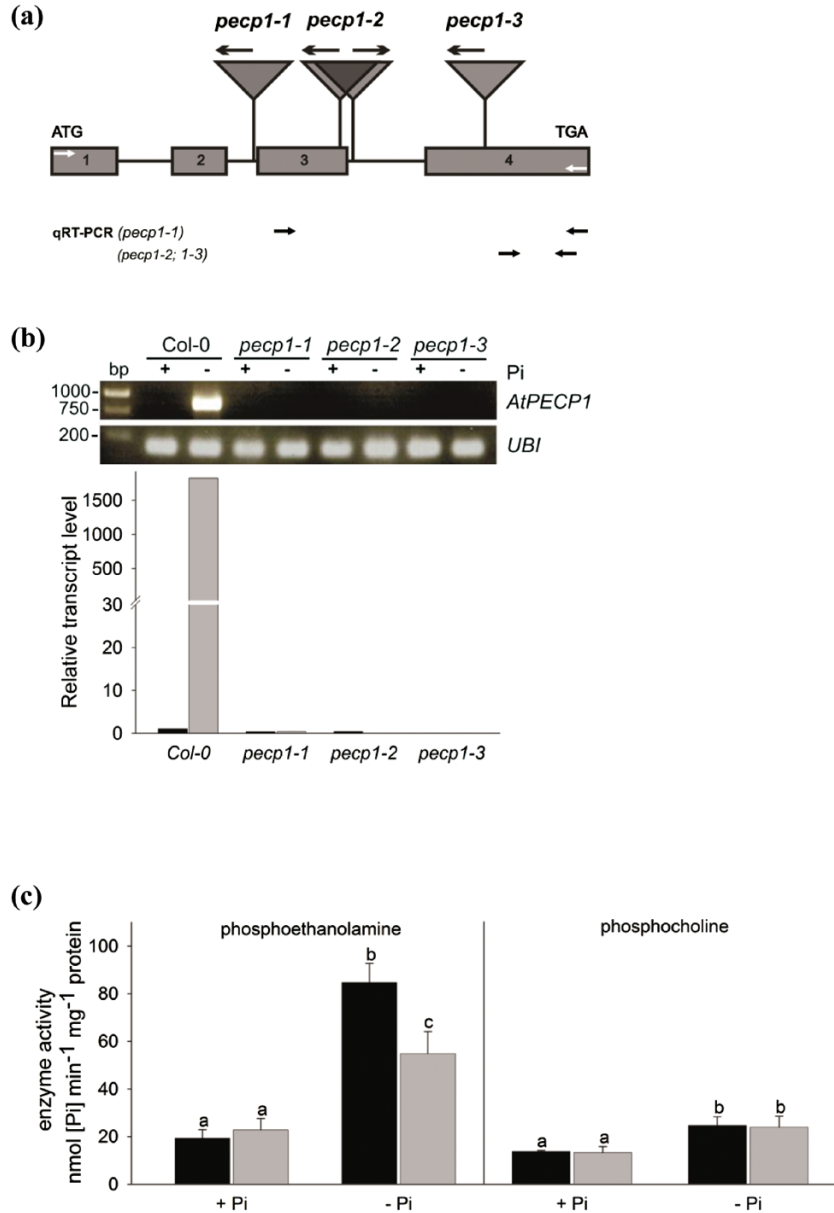 (a)
pecp1-1 pecp1-2 pecp1-3
ATG TGA
1 2 3 4
qRT-PCR (pecp1-1)
(pecp1-2; 1-3)
(b)
Col-0 pecp1-1 pecp1-2 pecp1-3
bp + - + - + - + - Pi
1000
750
AtPECP1
200
UBI
Relative transcript level
1500
1000
500
30
20
10
0
Col-0 pecp1-1 pecp1-2 pecp1-3
(c)
phosphoethanolamine phosphocholine
enzyme activity
nmol [Pi] min⁻¹ mg⁻¹ protein
100
80
60
40
20
0
a a b c a a b b
+ Pi - Pi + Pi - Pi